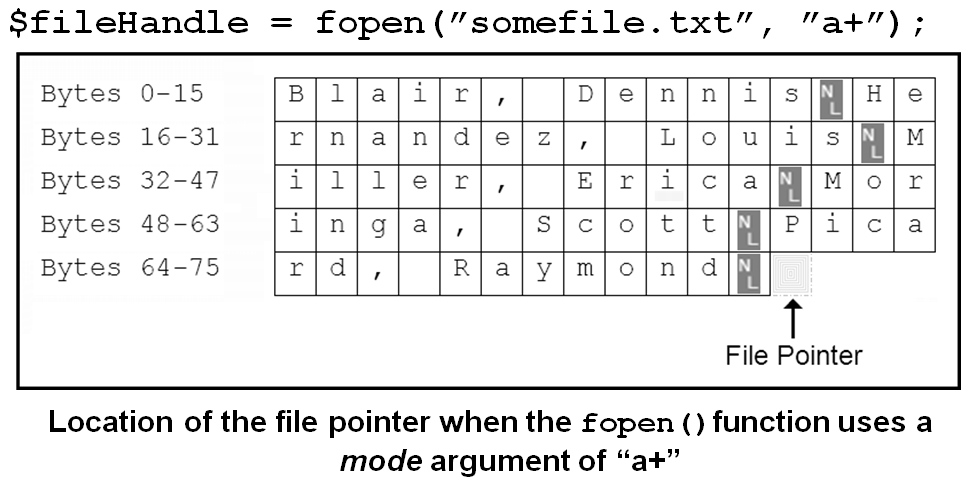 $fileHandle = fopen(”somefile.txt”, ”a+”);
Bytes 0-15 B l a i r , D e n n i s NL H e
Bytes 16-31 r n a n d e z , L o u i s NL M
Bytes 32-47 i l l e r , E r i c a NL M o r
Bytes 48-63 i n g a , S c o t t NL P i c a
Bytes 64-75 r d , R a y m o n d NL
File Pointer
Location of the file pointer when the fopen() function uses a
mode argument of “a+”